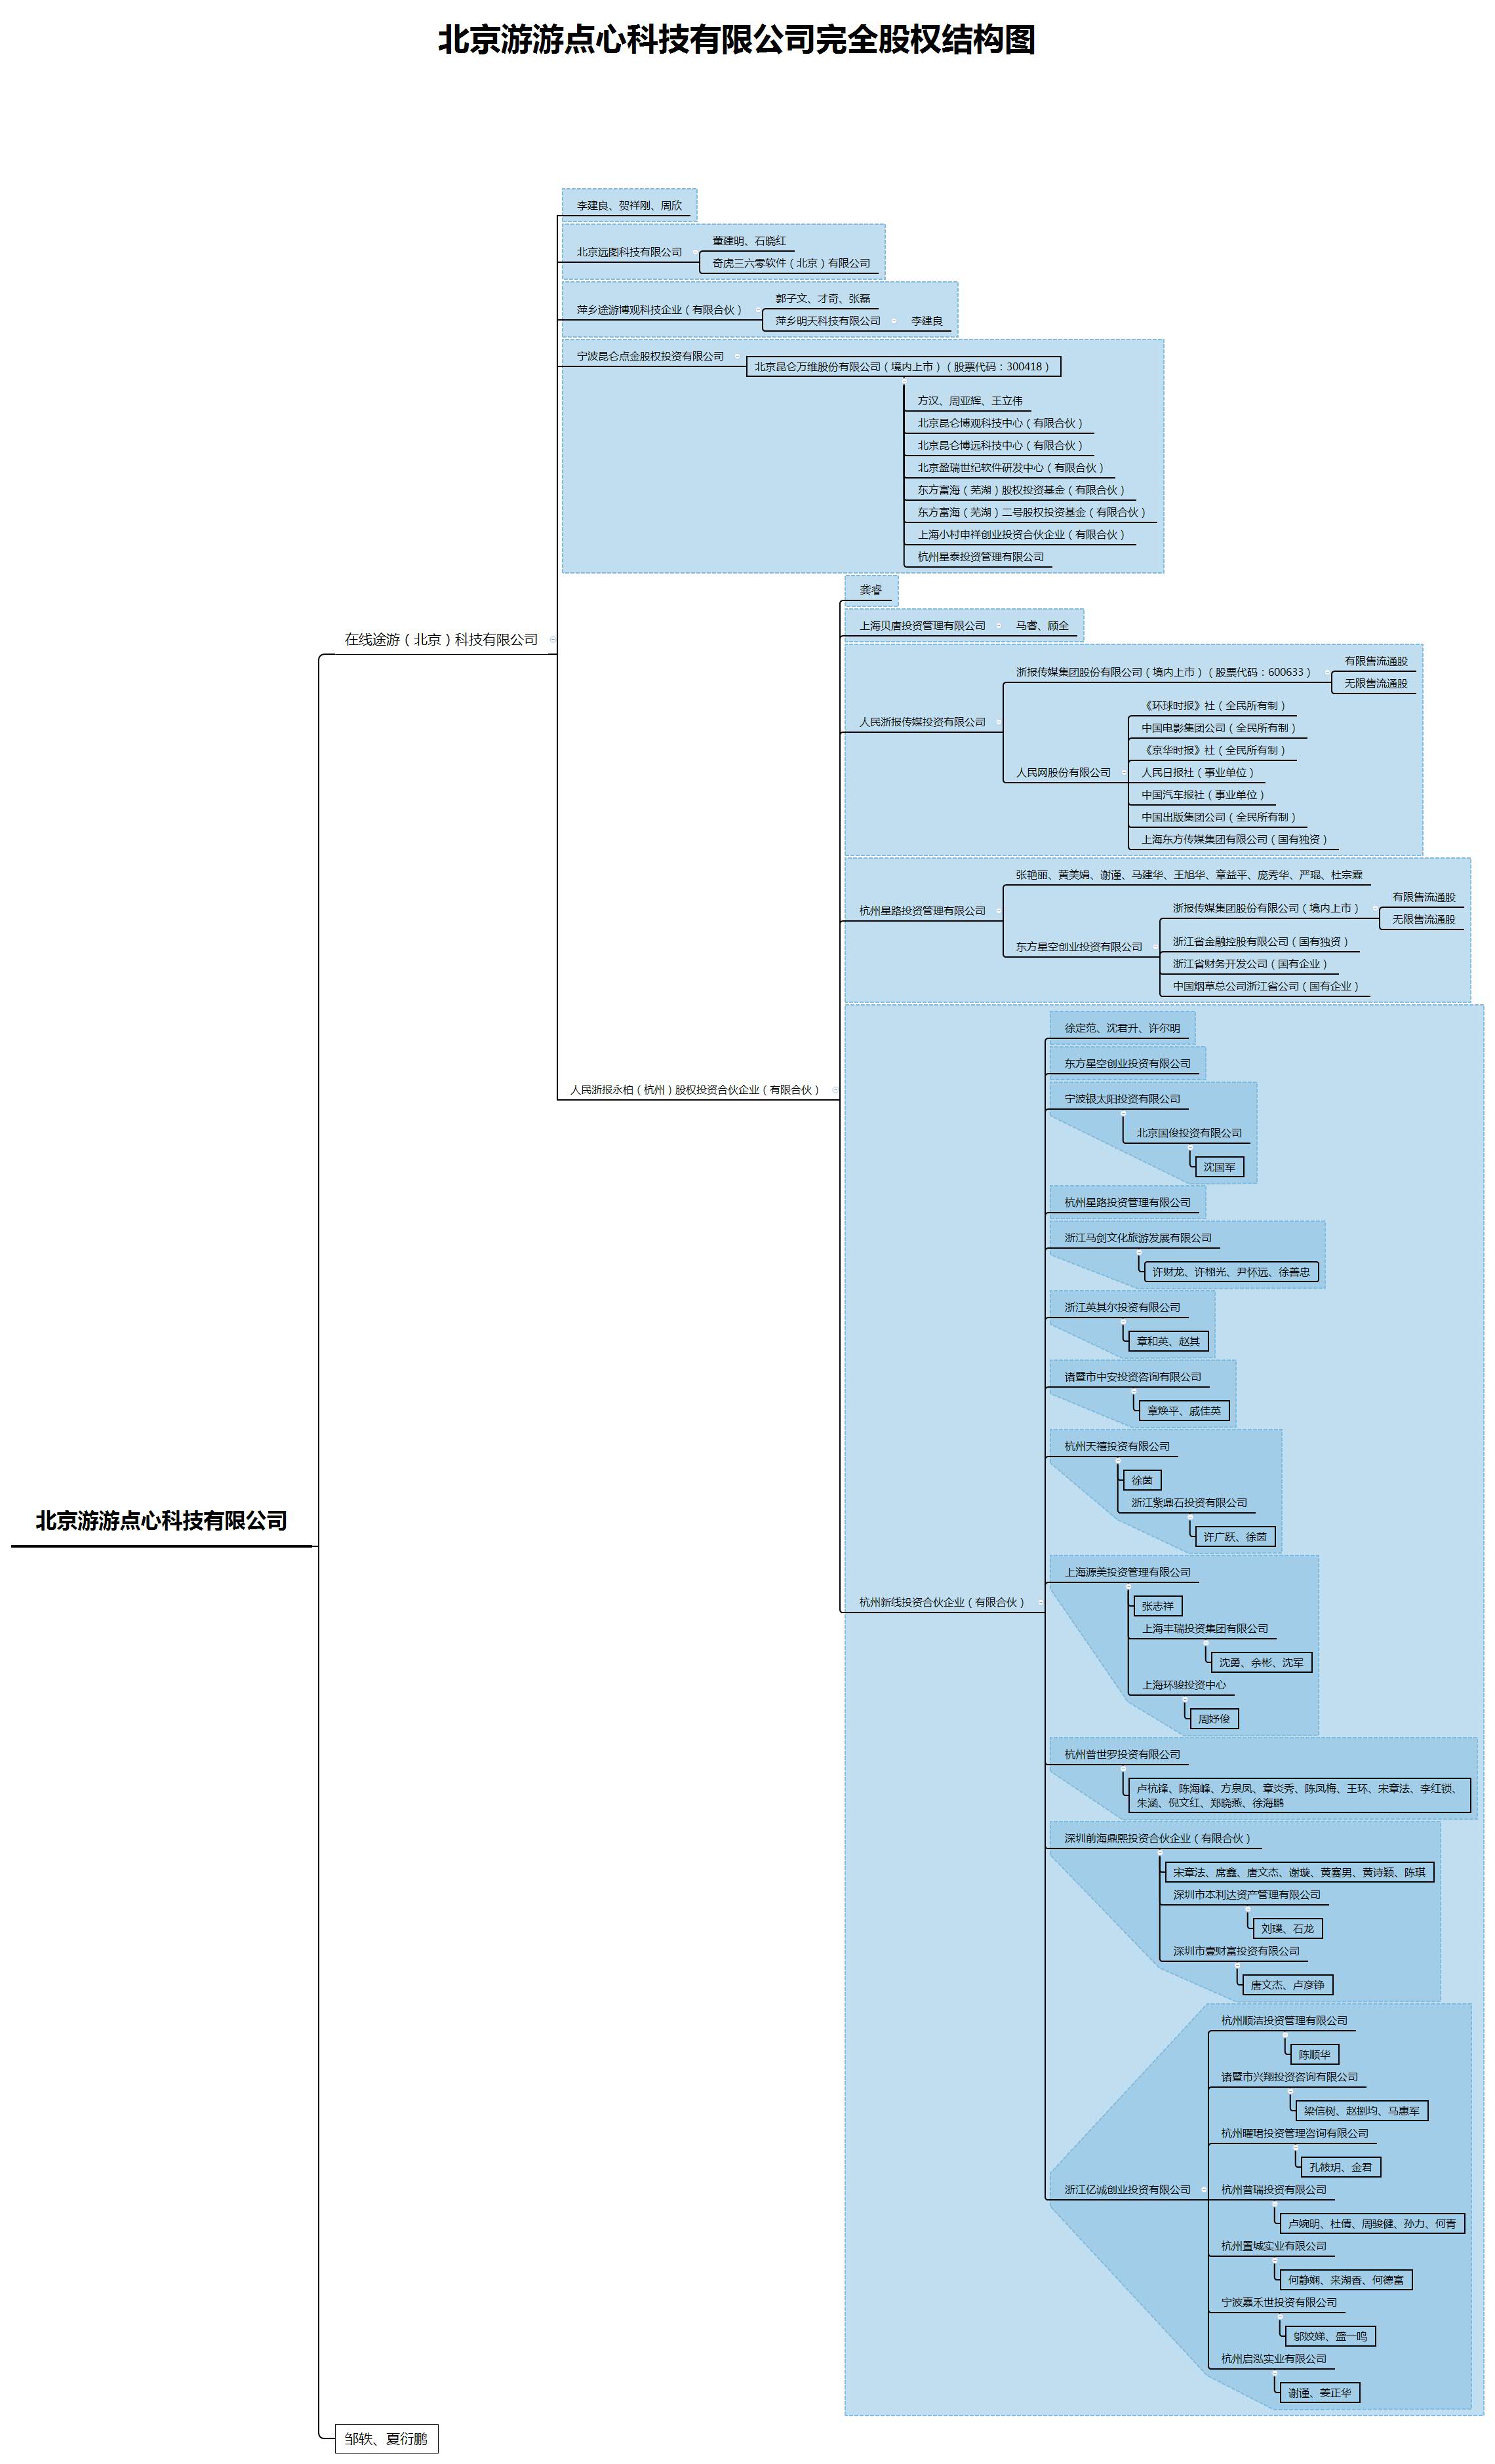 北京游游点心科技有限公司完全股权结构图
李建良、贺祥刚、周欣
北京远图科技有限公司
董建明、石晓红
奇虎三六零软件（北京）有限公司
萍乡途游博观科技企业（有限合伙）
郭子文、才奇、张磊
萍乡明天科技有限公司
李建良
宁波昆仑点金股权投资有限公司
北京昆仑万维股份有限公司（境内上市）（股票代码：300418）
方汉、周亚辉、王立伟
北京昆仑博观科技中心（有限合伙）
北京昆仑博远科技中心（有限合伙）
北京盈瑞世纪软件研发中心（有限合伙）
东方富海（芜湖）股权投资基金（有限合伙）
东方富海（芜湖）二号股权投资基金（有限合伙）
上海小村申祥创业投资合伙企业（有限合伙）
杭州星泰投资管理有限公司
在线途游（北京）科技有限公司
龚睿
上海贝唐投资管理有限公司
马睿、顾全
人民浙报传媒投资有限公司
浙报传媒集团股份有限公司（境内上市）（股票代码：600633）
有限售流通股
无限售流通股
人民网股份有限公司
《环球时报》社（全民所有制）
中国电影集团公司（全民所有制）
《京华时报》社（全民所有制）
人民日报社（事业单位）
中国汽车报社（事业单位）
中国出版集团公司（全民所有制）
上海东方传媒集团有限公司（国有独资）
杭州星路投资管理有限公司
张艳丽、黄美娟、谢谨、马建华、王旭华、章益平、庞秀华、严琨、杜宗霖
东方星空创业投资有限公司
浙报传媒集团股份有限公司（境内上市）
有限售流通股
无限售流通股
浙江省金融控股有限公司（国有独资）
浙江省财务开发公司（国有企业）
中国烟草总公司浙江省公司（国有企业）
人民浙报永柏（杭州）股权投资合伙企业（有限合伙）
徐定范、沈君升、许尔明
东方星空创业投资有限公司
宁波银太阳投资有限公司
北京国俊投资有限公司
沈国军
杭州星路投资管理有限公司
浙江马剑文化旅游发展有限公司
许财龙、许栩光、尹怀远、徐善忠
浙江英其尔投资有限公司
章和英、赵其
诸暨市中安投资咨询有限公司
章焕平、戚佳英
杭州天禧投资有限公司
徐茵
浙江紫鼎石投资有限公司
许广跃、徐茵
北京游游点心科技有限公司
杭州新线投资合伙企业（有限合伙）
上海源美投资管理有限公司
张志祥
上海丰瑞投资集团有限公司
沈勇、余彬、沈军
上海环骏投资中心
周妤俊
杭州普世罗投资有限公司
卢杭锋、陈海峰、方泉凤、章炎秀、陈凤梅、王环、宋章法、李红锁、
朱涵、倪文红、郑晓燕、徐海鹏
深圳前海鼎熙投资合伙企业（有限合伙）
宋章法、席鑫、唐文杰、谢璇、黄赛男、黄诗颖、陈琪
深圳市本利达资产管理有限公司
刘璞、石龙
深圳市壹财富投资有限公司
唐文杰、卢彦铮
浙江亿诚创业投资有限公司
杭州顺洁投资管理有限公司
陈顺华
诸暨市兴翔投资咨询有限公司
梁信树、赵捌均、马惠军
杭州曜珺投资管理咨询有限公司
孔筱玥、金君
杭州普瑞投资有限公司
卢婉明、杜倩、周骏健、孙力、何青
杭州置城实业有限公司
何静娴、来湖香、何德富
宁波嘉禾世投资有限公司
邬姣娣、盛一鸣
杭州启泓实业有限公司
谢谨、姜正华
邹轶、夏衍鹏